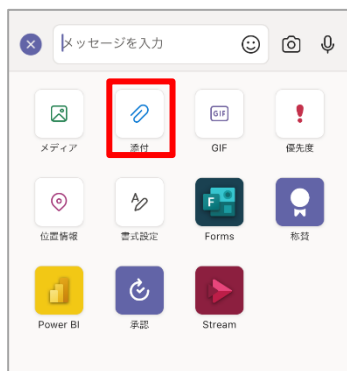 メッセージを入力
GIF
メディア
添付
GIF
優先度
F
位置情報
書式設定
Forms
称賛
Power BI
承認
Stream